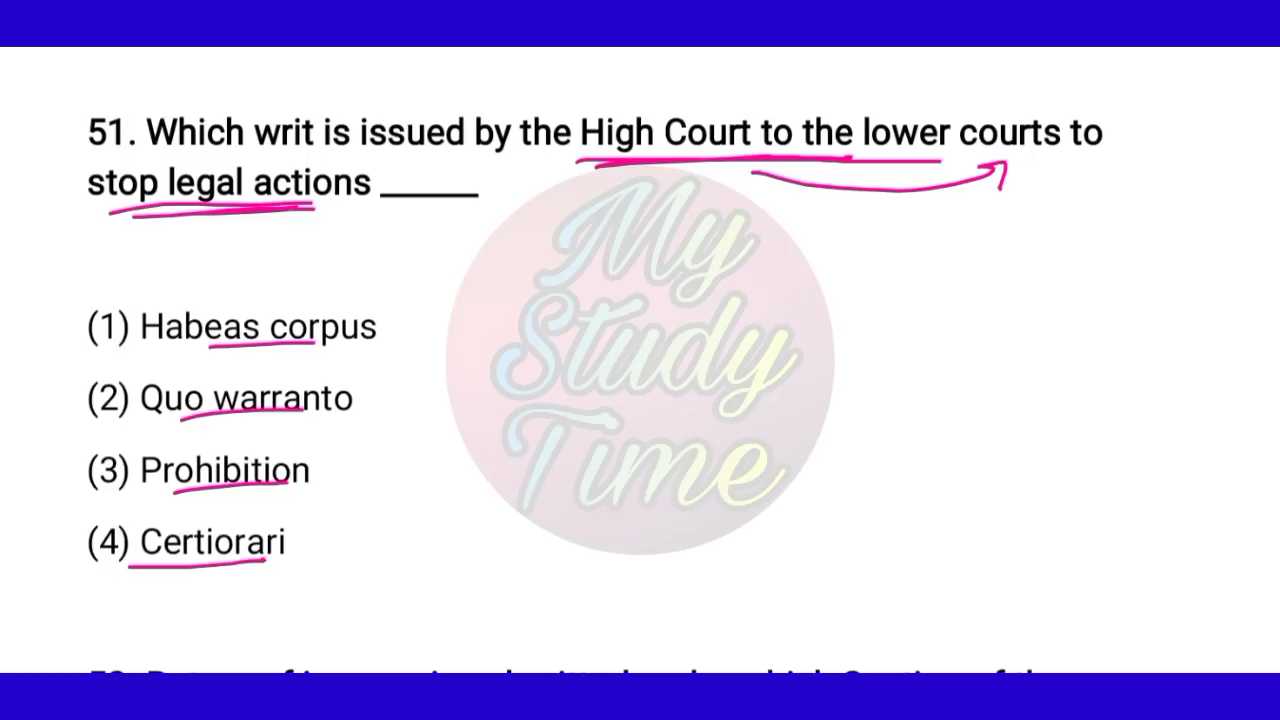 51. Which writ is issued by the High Court to the lower courts to
stop legal actions ______
My
Study
Time
(1) Habeas corpus
(2) Quo warranto
(3) Prohibition
(4) Certiorari